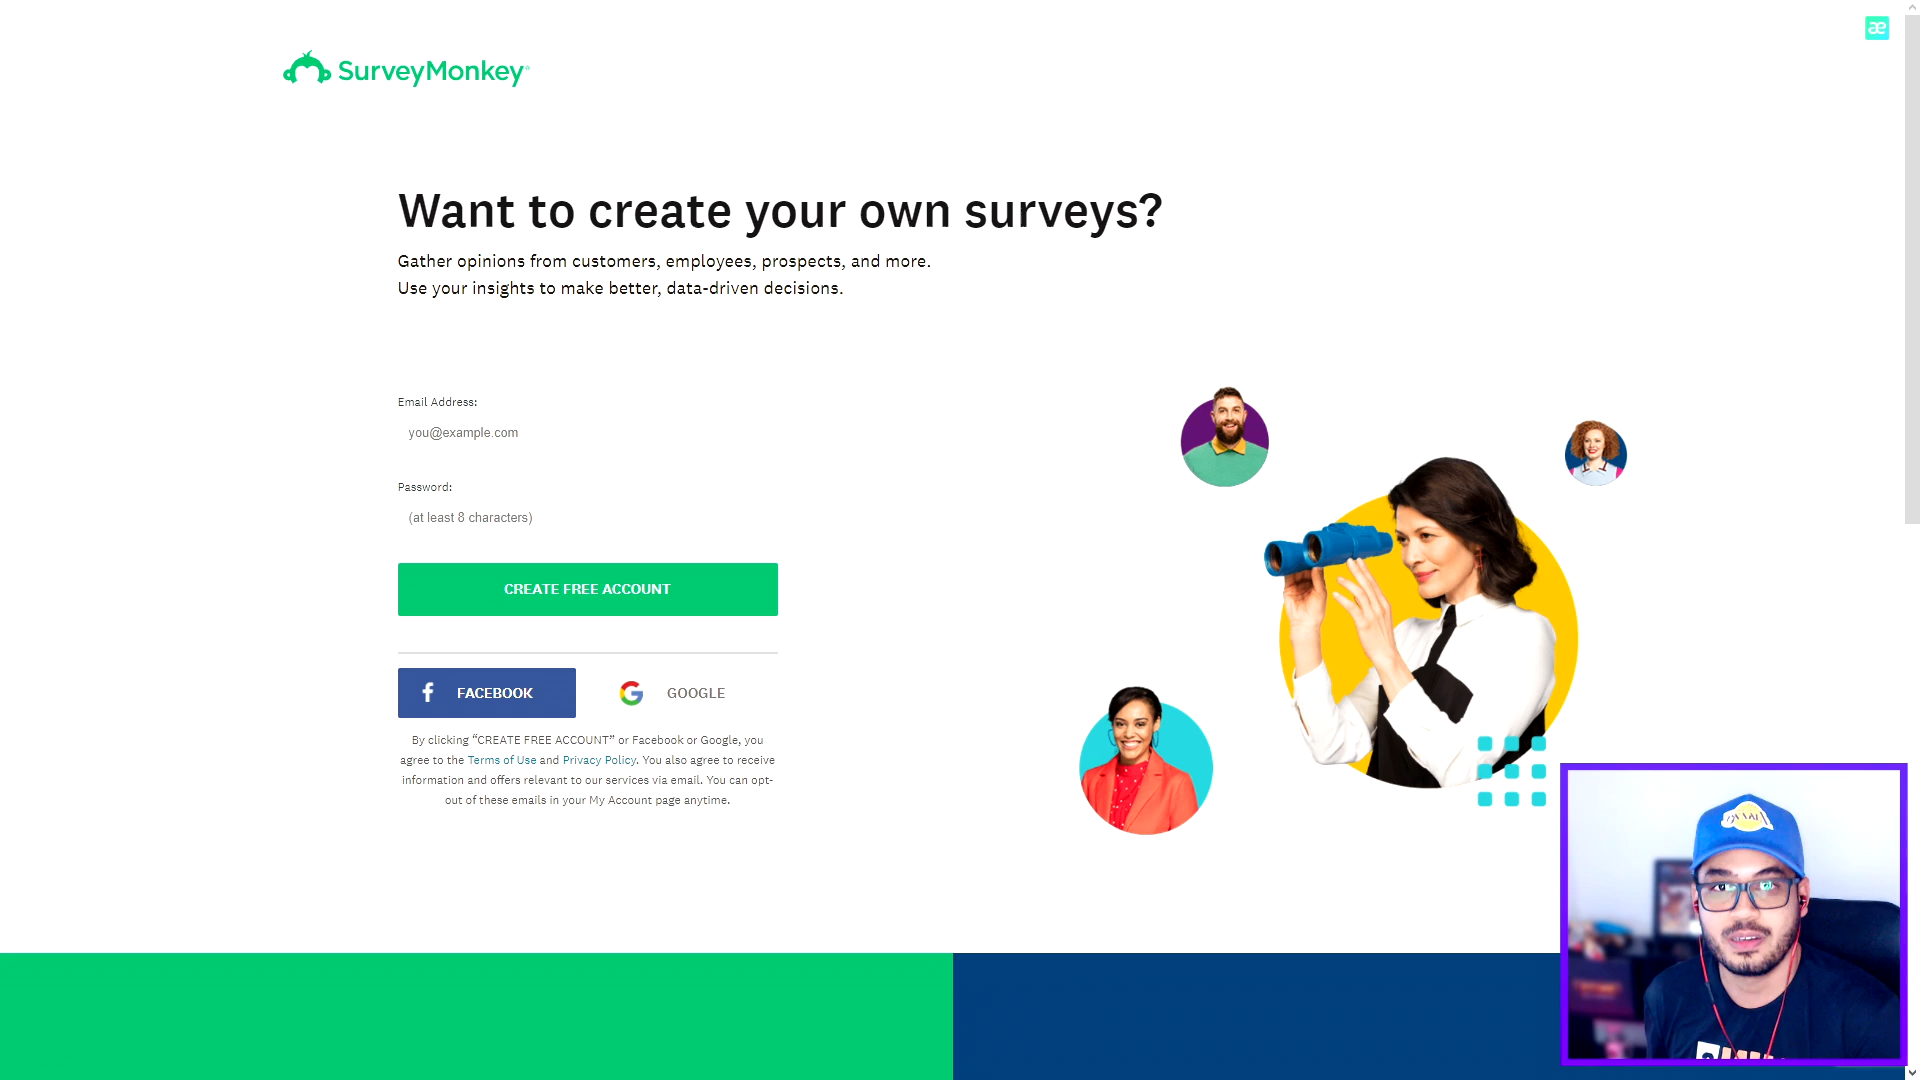 æ
SurveyMonkey
Want to create your own surveys?
Gather opinions from customers, employees, prospects, and more.
Use your insights to make better, data-driven decisions.
Email Address:
you@example.com
Password:
(at least 8 characters)
CREATE FREE ACCOUNT
FACEBOOK
GOOGLE
By clicking “CREATE FREE ACCOUNT” or Facebook or Google, you
agree to the Terms of Use and Privacy Policy. You also agree to receive
information and offers relevant to our services via email. You can opt-
out of these emails in your My Account page anytime.